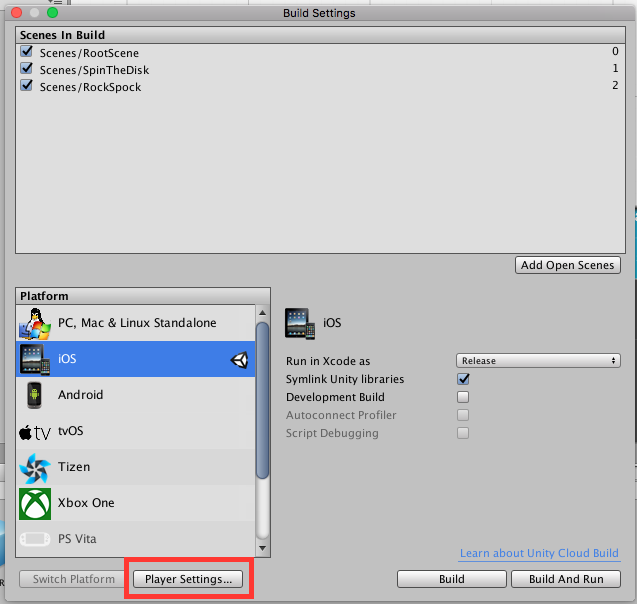 Build Settings
Scenes In Build
Scenes/RootScene 0
Scenes/SpinTheDisk 1
Scenes/RockSpock 2
Add Open Scenes
Platform
PC, Mac & Linux Standalone
iOS
Android
tv tvOS
Tizen
Xbox One
PS Vita
iOS
Run in Xcode as Release
Symlink Unity libraries
Development Build
Autoconnect Profiler
Script Debugging
Learn about Unity Cloud Build
Switch Platform Player Settings... Build Build And Run